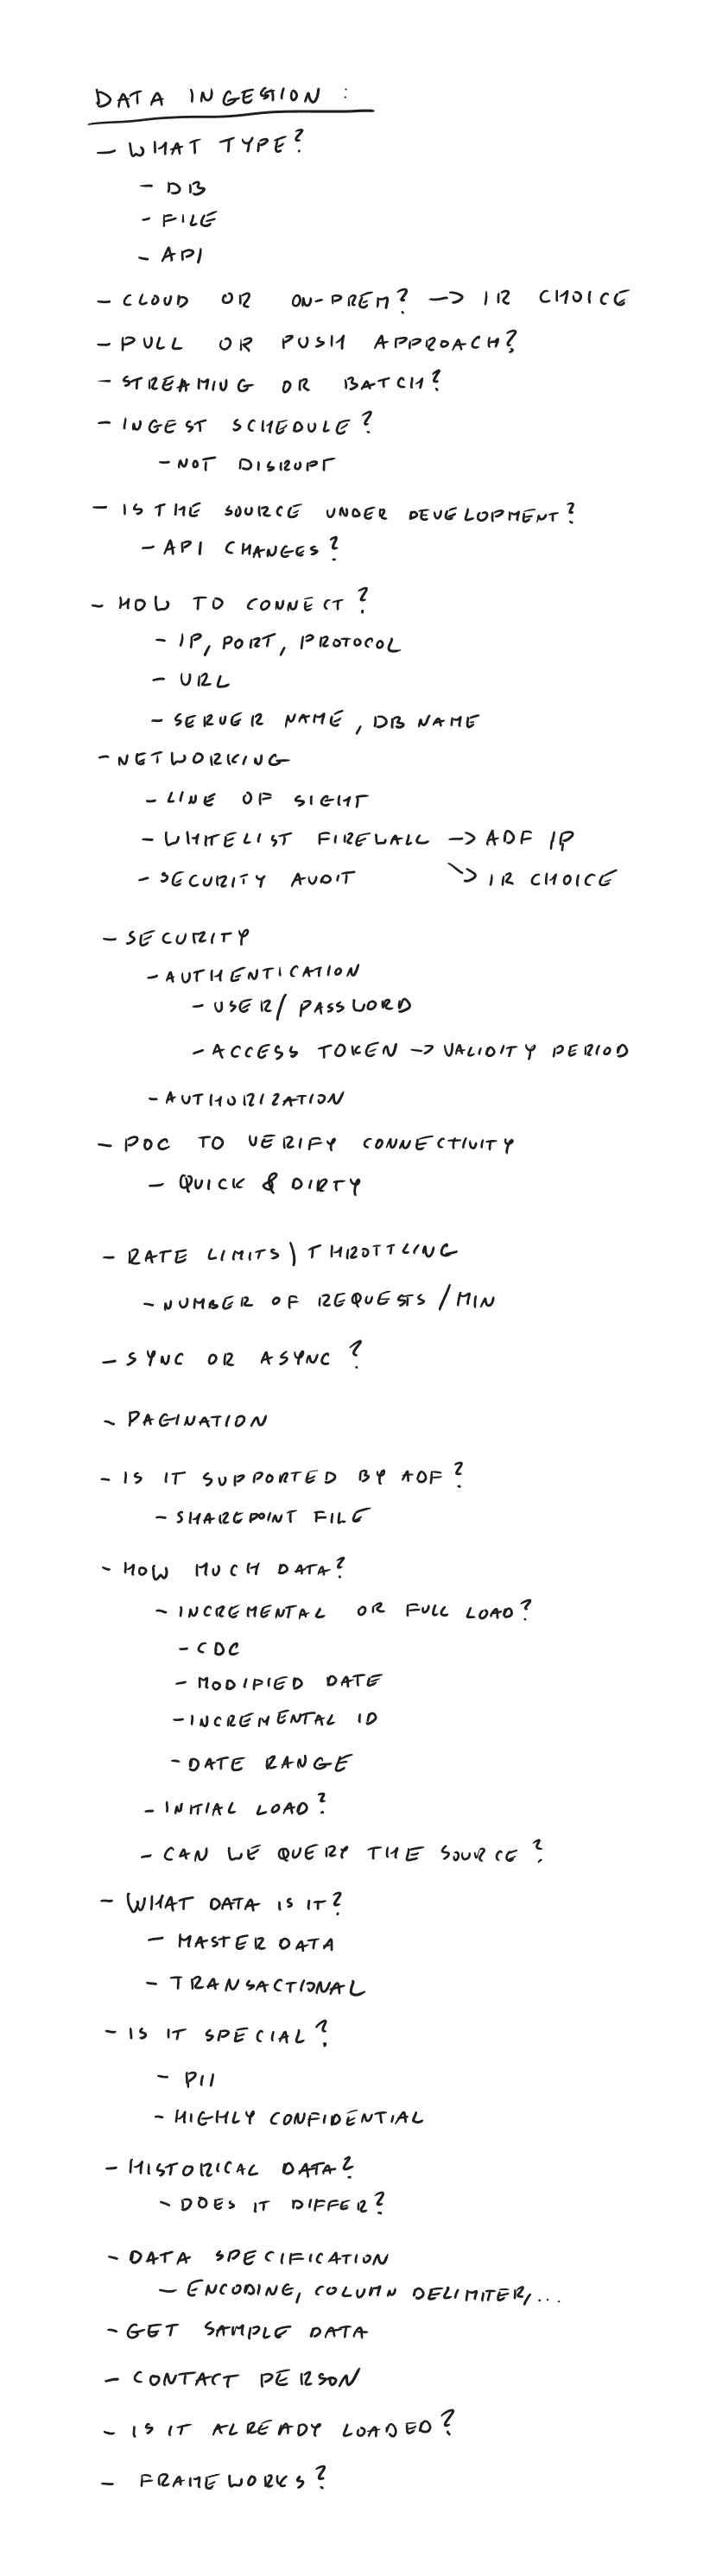 DATA INGESTION :
- WHAT TYPE?
- DB
- FILE
- API
- CLOUD OR ON-PREM? -> IR CHOICE
- PULL OR PUSH APPROACH?
- STREAMING OR BATCH?
- INGEST SCHEDULE?
- NOT DISRUPT
- IS THE SOURCE UNDER DEVELOPMENT?
- API CHANGES?
- HOW TO CONNECT?
- IP, PORT, PROTOCOL
- URL
- SERVER NAME, DB NAME
- NETWORKING
- LINE OF SIGHT
- WHITELIST FIREWALL -> ADF IP
- SECURITY AUDIT -> IR CHOICE
- SECURITY
- AUTHENTICATION
- USER/ PASSWORD
- ACCESS TOKEN -> VALIDITY PERIOD
- AUTHORIZATION
- POC TO VERIFY CONNECTIVITY
- QUICK & DIRTY
- RATE LIMITS \ THROTTLING
- NUMBER OF REQUESTS / MIN
- SYNC OR ASYNC ?
- PAGINATION
- IS IT SUPPORTED BY ADF?
- SHAREPOINT FILE
- HOW MUCH DATA?
- INCREMENTAL OR FULL LOAD?
- CDC
- MODIFIED DATE
- INCREMENTAL ID
- DATE RANGE
- INITIAL LOAD?
- CAN WE QUERY THE SOURCE ?
- WHAT DATA IS IT?
- MASTER DATA
- TRANSACTIONAL
- IS IT SPECIAL?
- PII
- HIGHLY CONFIDENTIAL
- HISTORICAL DATA?
- DOES IT DIFFER?
- DATA SPECIFICATION
- ENCODING, COLUMN DELIMITER, ...
- GET SAMPLE DATA
- CONTACT PERSON
- IS IT ALREADY LOADED?
- FRAMEWORKS?